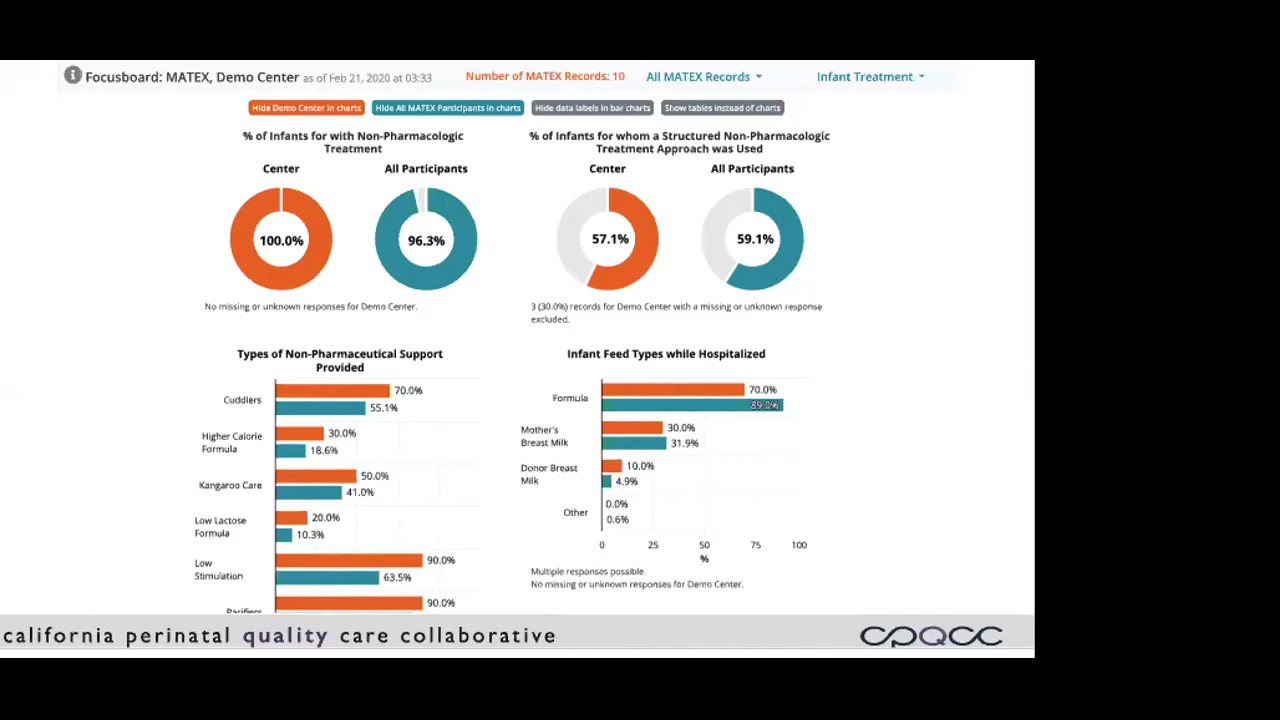 Focusboard: MATEX, Demo Center as of Feb 21, 2020 at 03:33
Number of MATEX Records: 10
All MATEX Records
Infant Treatment
Hide Demo Center in charts
Hide All MATEX Participants in charts
Hide data labels in bar charts
Show tables instead of charts
% of Infants for with Non-Pharmacologic
Treatment
Center
All Participants
100.0%
96.3%
No missing or unknown responses for Demo Center.
% of Infants for whom a Structured Non-Pharmacologic
Treatment Approach was Used
Center
All Participants
57.1%
59.1%
3 (30.0%) records for Demo Center with a missing or unknown response
excluded.
Types of Non-Pharmaceutical Support
Provided
Cuddlers
70.0%
55.1%
Higher Calorie
Formula
30.0%
18.6%
Kangaroo Care
50.0%
41.0%
Low Lactose
Formula
20.0%
10.3%
Low
Stimulation
90.0%
63.5%
Pacifiers
90.0%
Infant Feed Types while Hospitalized
Formula
70.0%
89.0%
Mother's
Breast Milk
30.0%
31.9%
Donor Breast
Milk
10.0%
4.9%
Other
0.0%
0.6%
0
25
50
75
100
%
Multiple responses possible.
No missing or unknown responses for Demo Center.
california perinatal quality care collaborative
cpqcc